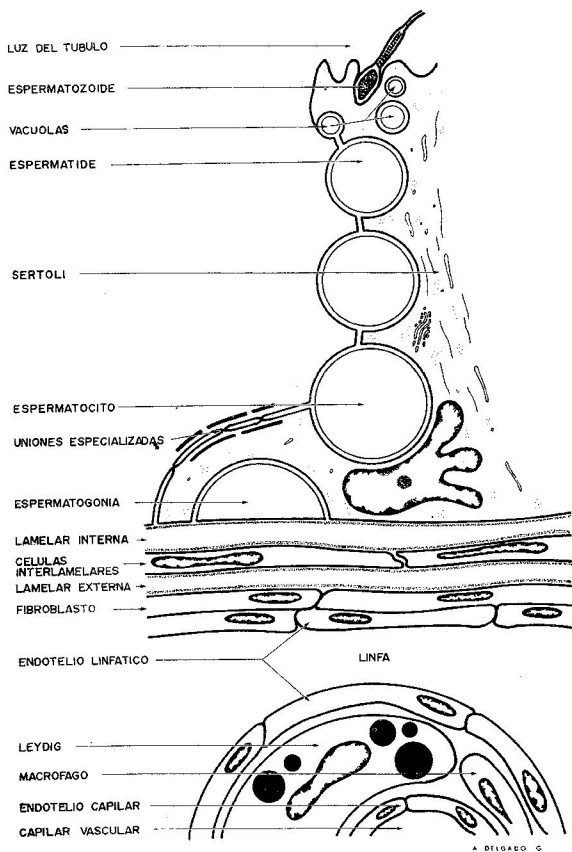 LUZ DEL TUBULO
ESPERMATOZOIDE
VACUOLAS
ESPERMATIDE
SERTOLI
ESPERMATOCITO
UNIONES ESPECIALIZADAS
ESPERMATOGONIA
LAMELAR INTERNA
CELULAS
INTERLAMELARES
LAMELAR EXTERNA
FIBROBLASTO
ENDOTELIO LINFATICO
LINFA
LEYDIG
MACROFAGO
ENDOTELIO CAPILAR
CAPILAR VASCULAR
A DELGADO G